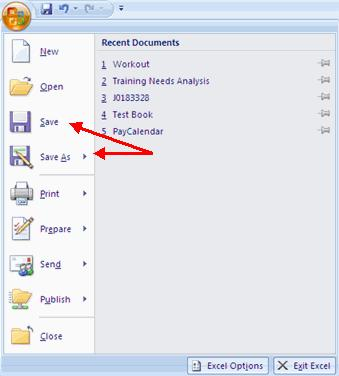 New
Open
Save
Save As
Print
Prepare
Send
Publish
Close
Recent Documents
1 Workout
2 Training Needs Analysis
3 J0183328
4 Test Book
5 PayCalendar
Excel Options
Exit Excel